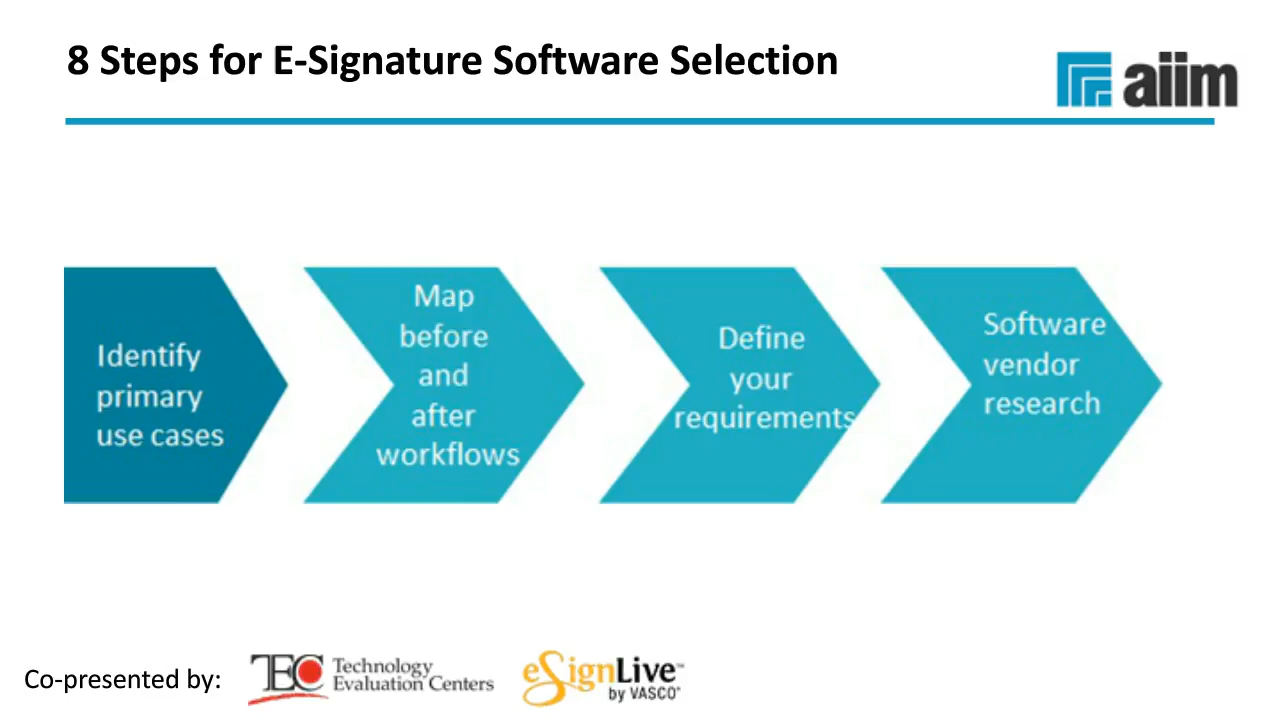 8 Steps for E-Signature Software Selection
aiim
Identify
primary
use cases
Map
before
and
after
workflows
Define
your
requirements
Software
vendor
research
Co-presented by:
TEC Technology
Evaluation Centers
eSignLive™
by VASCO®